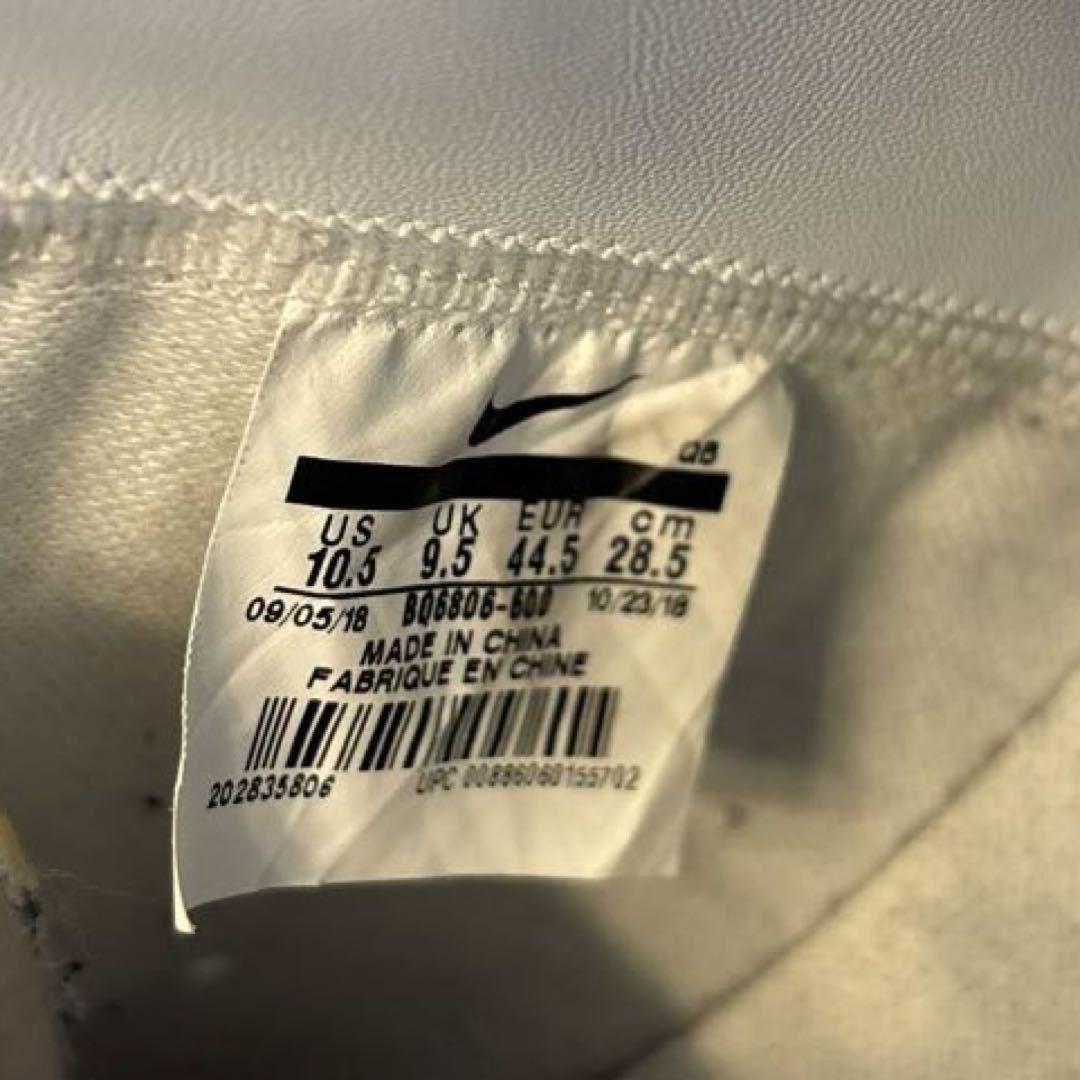 QB
US UK EUR cm
10.5 9.5 44.5 28.5
09/05/18 BQ6806-600 10/23/18
MADE IN CHINA
FABRIQUE EN CHINE
202835806 UPC 00886060155702